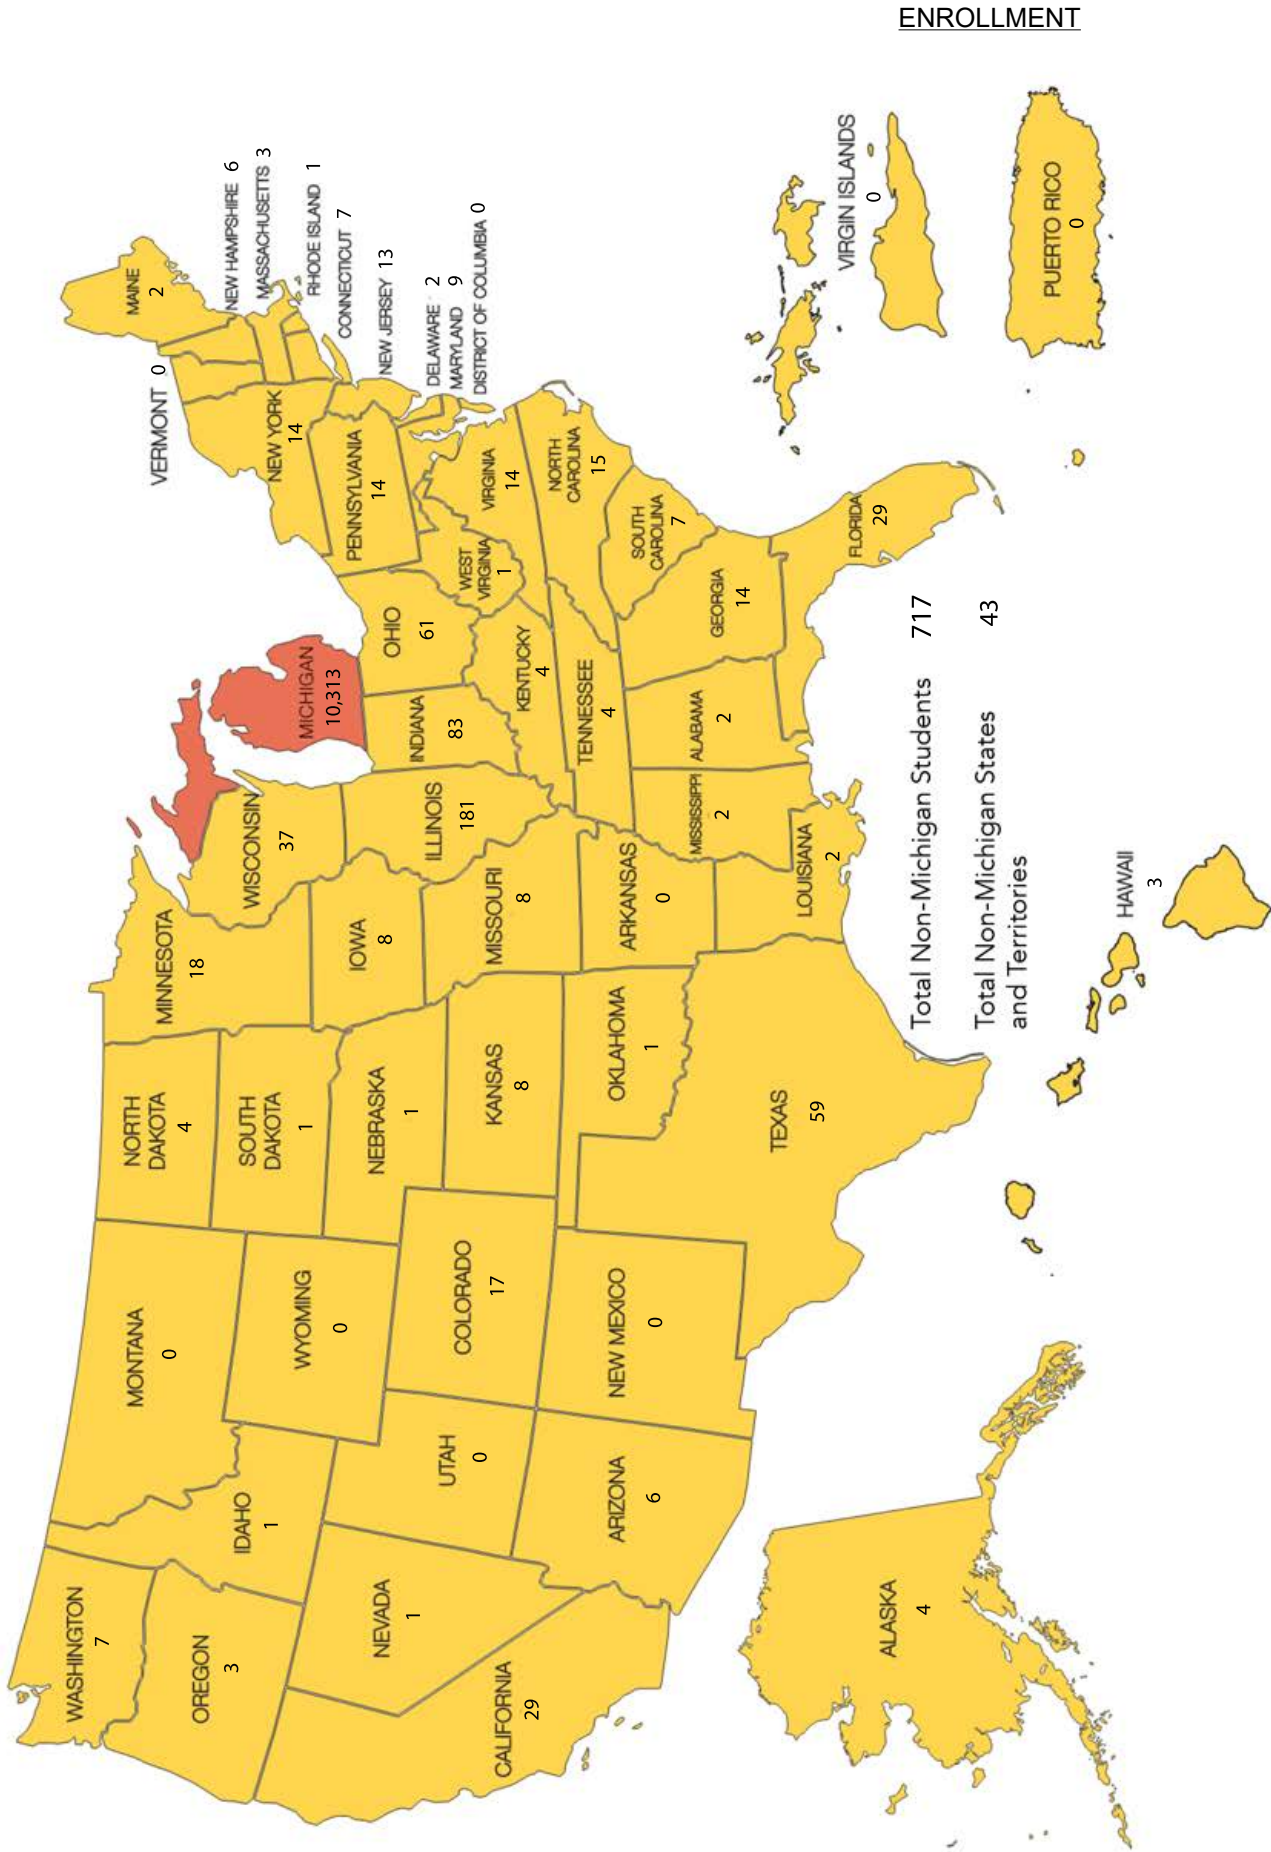 ENROLLMENT
WASHINGTON
7
OREGON
3
CALIFORNIA
29
NEVADA
1
IDAHO
1
MONTANA
0
WYOMING
0
UTAH
0
ARIZONA
6
COLORADO
17
NEW MEXICO
0
NORTH
DAKOTA
4
SOUTH
DAKOTA
1
NEBRASKA
1
KANSAS
8
OKLAHOMA
1
TEXAS
59
MINNESOTA
18
IOWA
8
MISSOURI
8
ARKANSAS
0
LOUISIANA
2
WISCONSIN
37
ILLINOIS
181
MICHIGAN
10,313
INDIANA
83
OHIO
61
KENTUCKY
4
TENNESSEE
4
MISSISSIPPI
2
ALABAMA
2
GEORGIA
14
FLORIDA
29
SOUTH
CAROLINA
7
NORTH
CAROLINA
15
VIRGINIA
14
WEST
VIRGINIA
1
PENNSYLVANIA
14
NEW YORK
14
VERMONT 0
MAINE
2
NEW HAMPSHIRE 6
MASSACHUSETTS 3
RHODE ISLAND 1
CONNECTICUT 7
NEW JERSEY 13
DELAWARE 2
MARYLAND 9
DISTRICT OF COLUMBIA 0
ALASKA
4
HAWAII
3
VIRGIN ISLANDS
0
PUERTO RICO
0
Total Non-Michigan Students 717
Total Non-Michigan States 43
and Territories